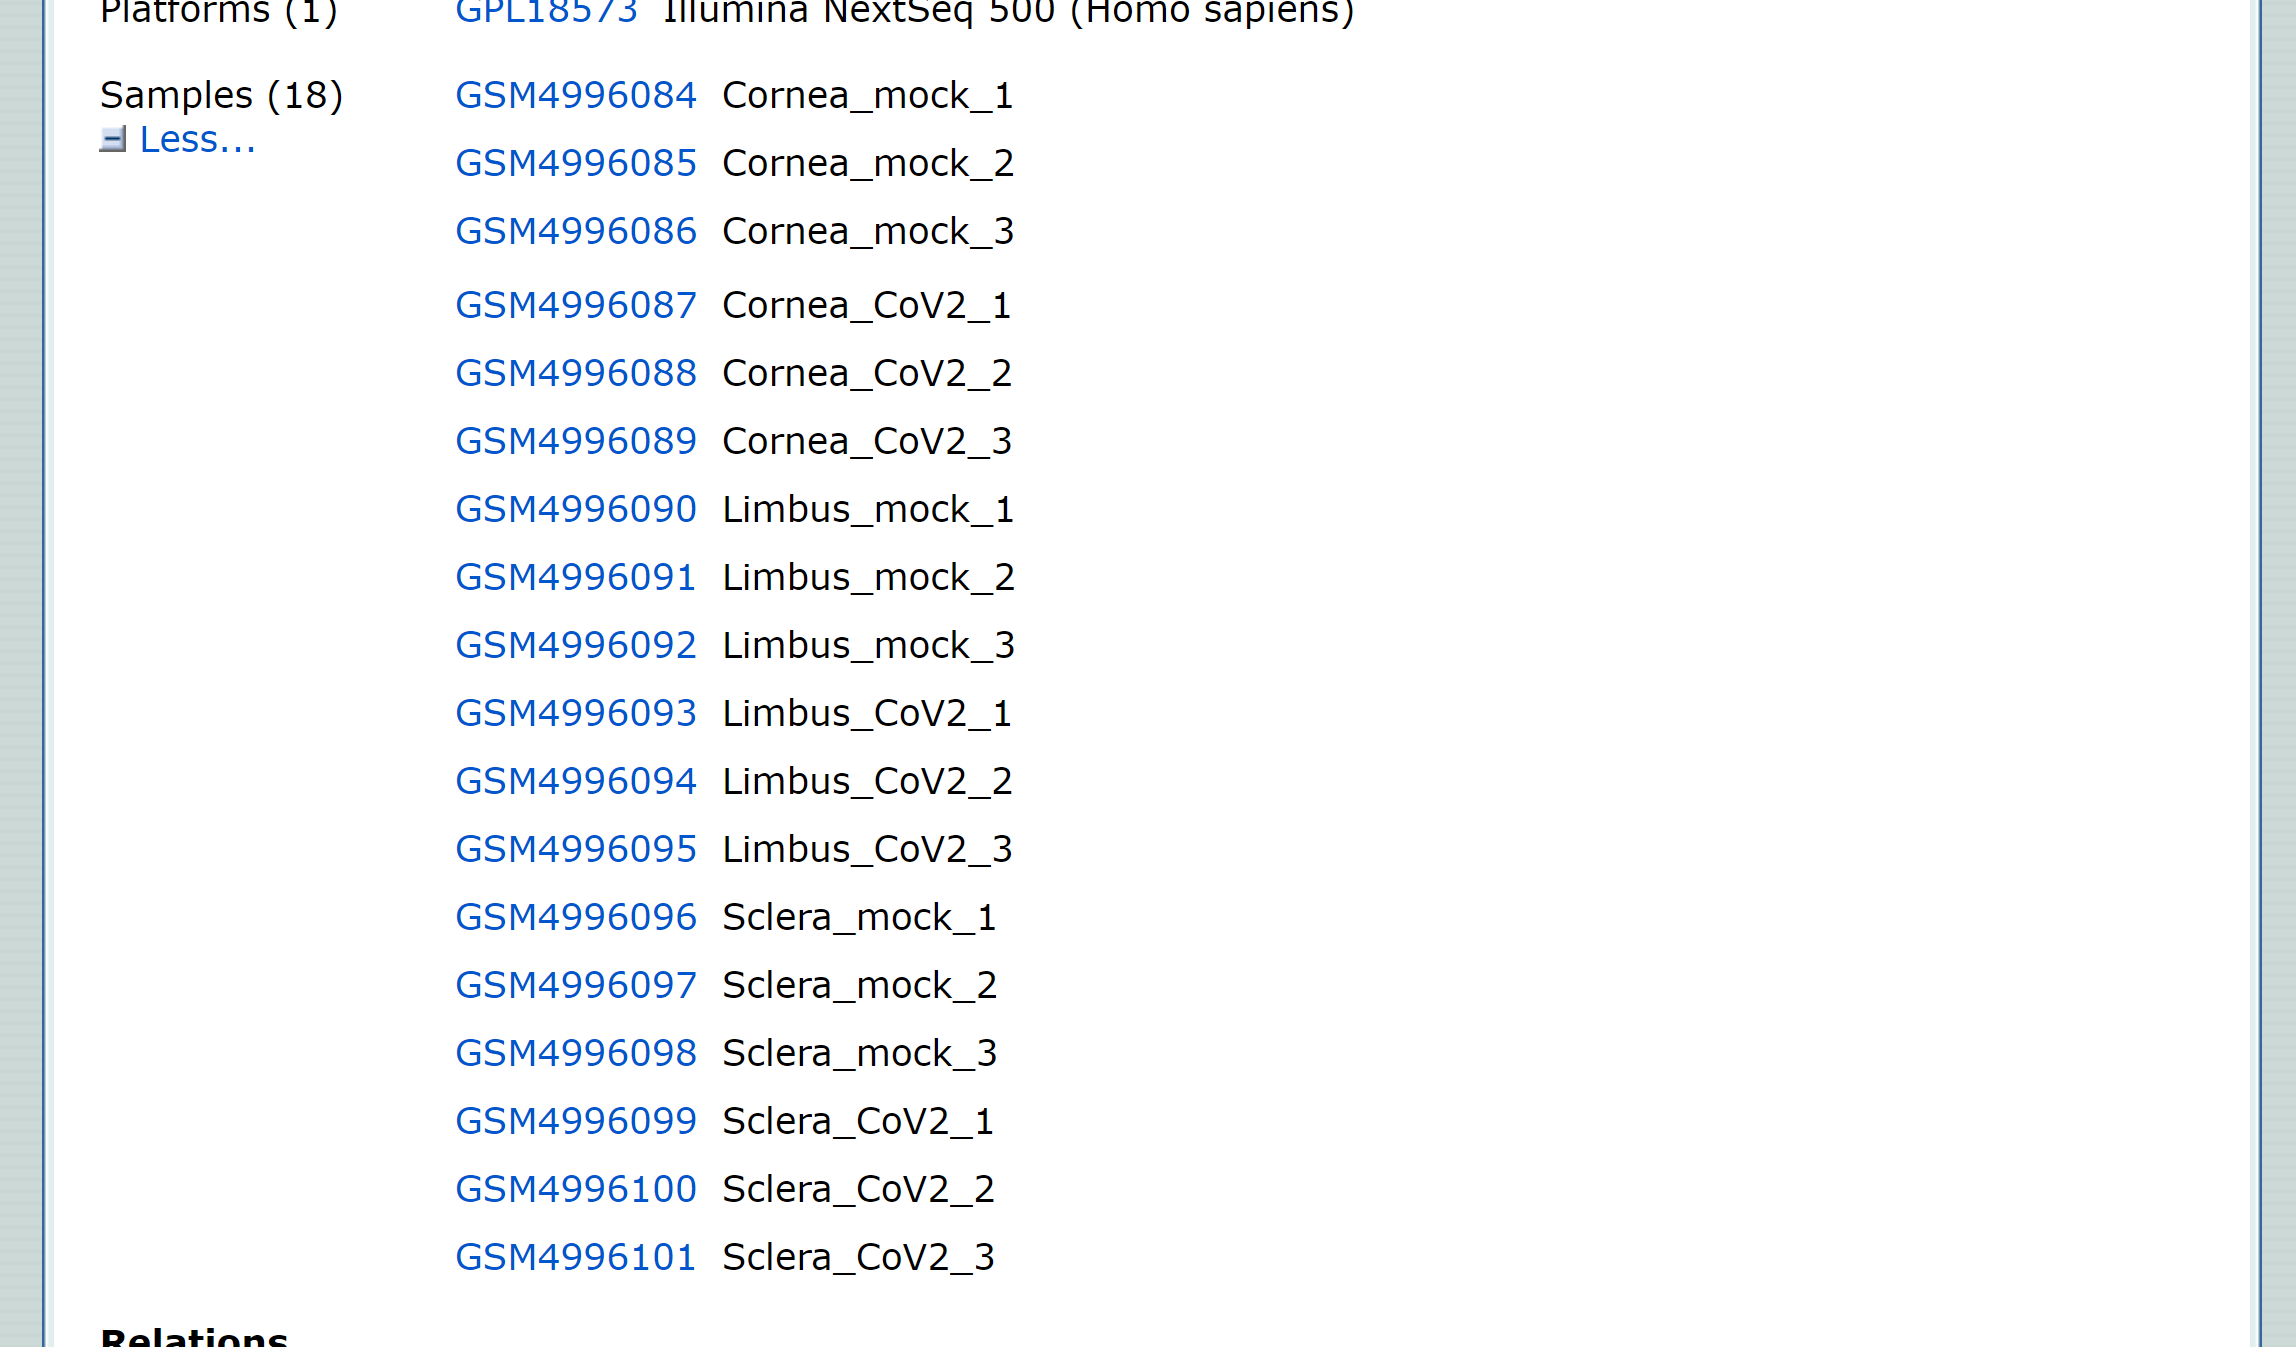 Platforms (1) GPL18573 Illumina NextSeq 500 (Homo sapiens)
Samples (18) GSM4996084 Cornea_mock_1
Less...
GSM4996085 Cornea_mock_2
GSM4996086 Cornea_mock_3
GSM4996087 Cornea_CoV2_1
GSM4996088 Cornea_CoV2_2
GSM4996089 Cornea_CoV2_3
GSM4996090 Limbus_mock_1
GSM4996091 Limbus_mock_2
GSM4996092 Limbus_mock_3
GSM4996093 Limbus_CoV2_1
GSM4996094 Limbus_CoV2_2
GSM4996095 Limbus_CoV2_3
GSM4996096 Sclera_mock_1
GSM4996097 Sclera_mock_2
GSM4996098 Sclera_mock_3
GSM4996099 Sclera_CoV2_1
GSM4996100 Sclera_CoV2_2
GSM4996101 Sclera_CoV2_3
Relations